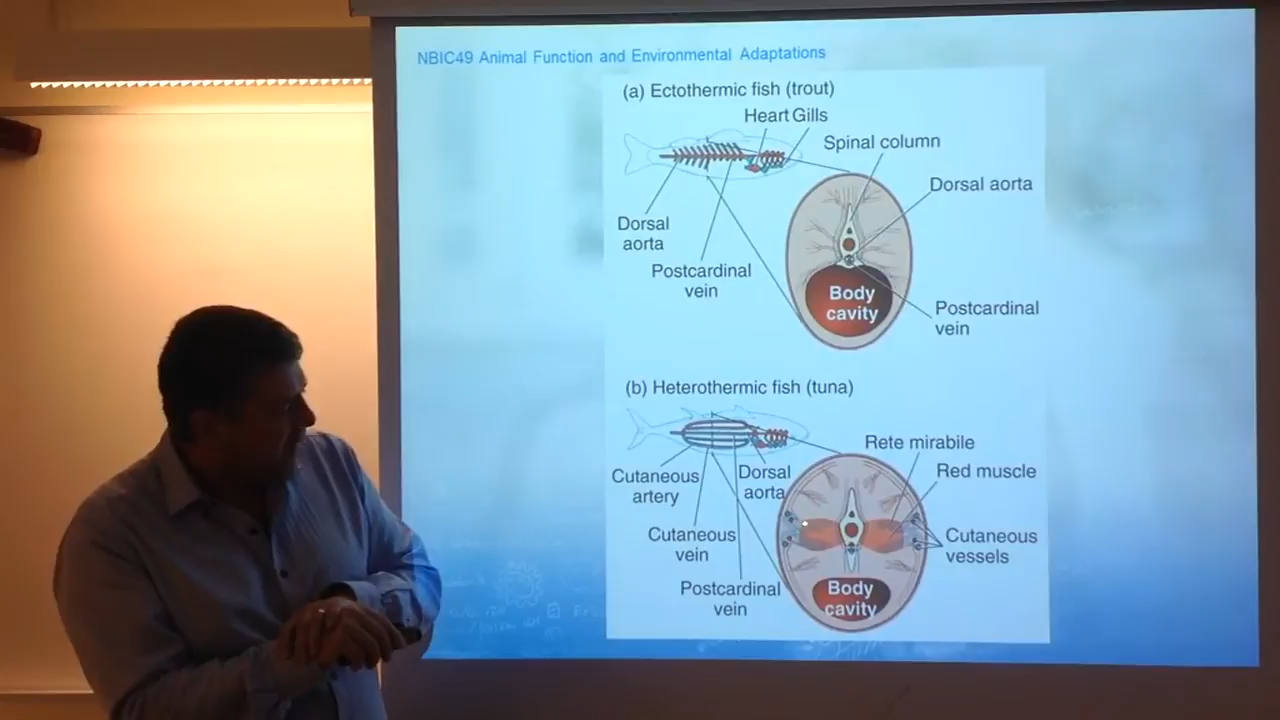 NBIC49 Animal Function and Environmental Adaptations
(a) Ectothermic fish (trout)
Heart Gills
Spinal column
Dorsal aorta
Dorsal
aorta
Postcardinal
vein
Body
cavity
Postcardinal
vein
(b) Heterothermic fish (tuna)
Rete mirabile
Red muscle
Cutaneous
artery
Dorsal
aorta
Cutaneous
vein
Cutaneous
vessels
Postcardinal
vein
Body
cavity